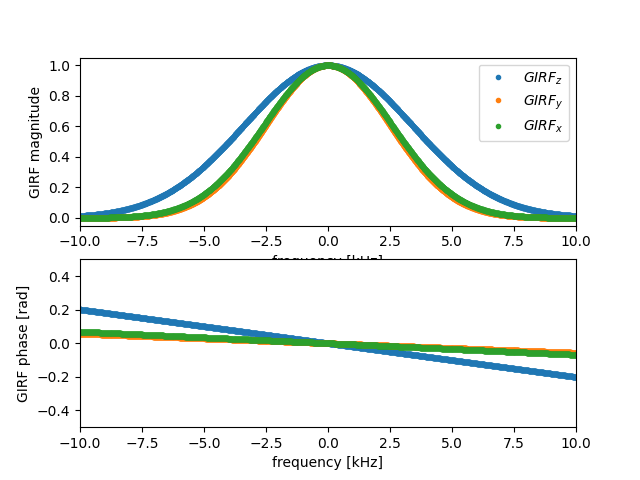 GIRF magnitude
1.0
0.8
0.6
0.4
0.2
0.0
GIRF_z
GIRF_y
GIRF_x
−10.0 −7.5 −5.0 −2.5 0.0 2.5 5.0 7.5 10.0
frequency [kHz]
GIRF phase [rad]
0.4
0.2
0.0
−0.2
−0.4
−10.0 −7.5 −5.0 −2.5 0.0 2.5 5.0 7.5 10.0
frequency [kHz]